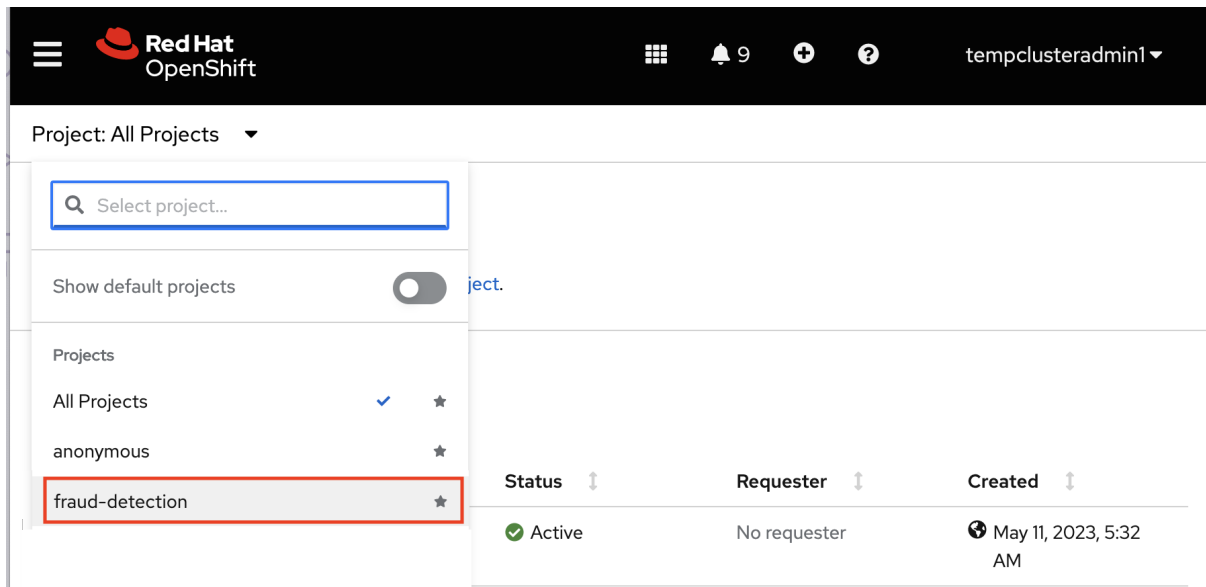 Red Hat
OpenShift
9
tempclusteradmin1
Project: All Projects
Select project...
Show default projects
ject.
Projects
All Projects
anonymous
fraud-detection
Status
Requester
Created
Active
No requester
May 11, 2023, 5:32
AM